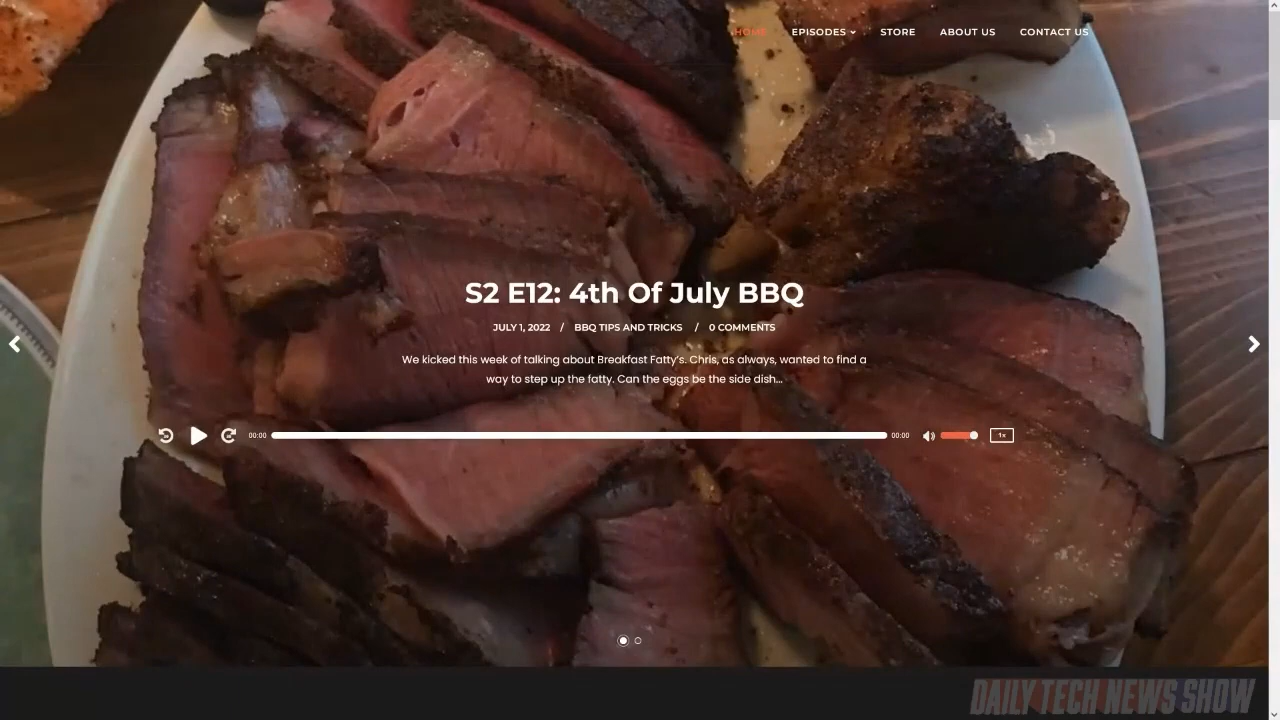 HOME EPISODES STORE ABOUT US CONTACT US
S2 E12: 4th Of July BBQ
JULY 1, 2022 / BBQ TIPS AND TRICKS / 0 COMMENTS
We kicked this week of talking about Breakfast Fatty's. Chris, as always, wanted to find a
way to step up the fatty. Can the eggs be the side dish...
00:00 00:00 1x
DAILY TECH NEWS SHOW